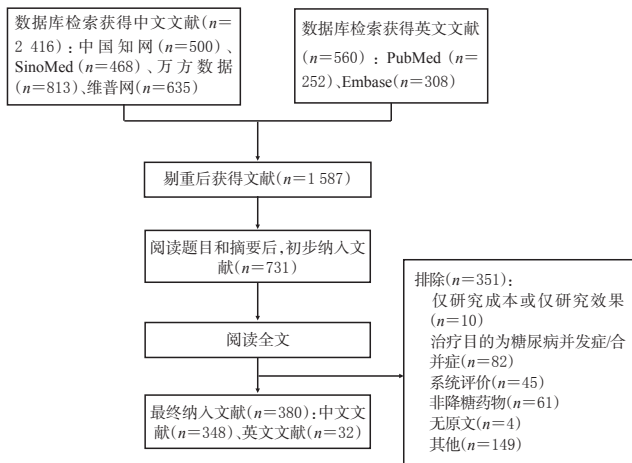 数据库检索获得中文文献(n=
2 416)：中国知网(n=500)、
SinoMed(n=468)、万方数据
(n=813)、维普网(n=635)
数据库检索获得英文文献
(n=560)：PubMed (n=
252)、Embase(n=308)
剔重后获得文献(n=1 587)
阅读题目和摘要后,初步纳入文
献(n=731)
阅读全文
排除(n=351)：
仅研究成本或仅研究效果
(n=10)
治疗目的为糖尿病并发症/合
并症(n=82)
系统评价(n=45)
非降糖药物(n=61)
无原文(n=4)
其他(n=149)
最终纳入文献(n=380)：中文文
献(n=348)、英文文献(n=32)